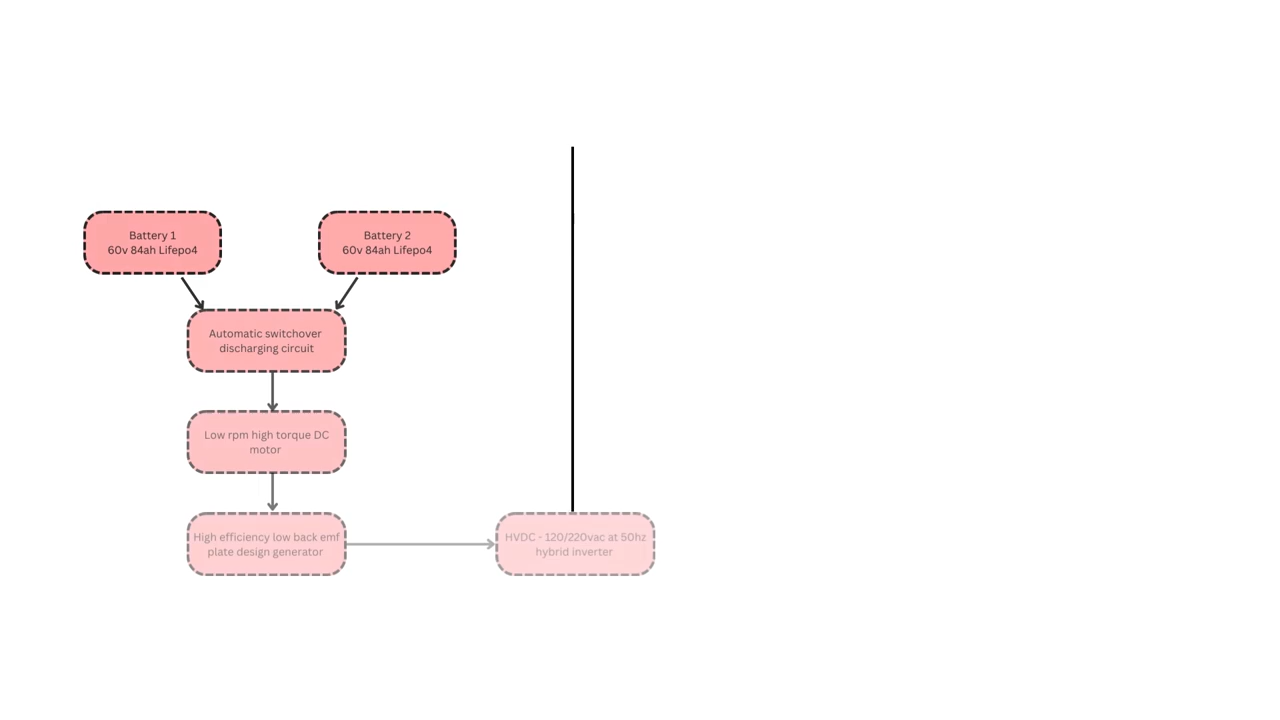 Battery 1
60v 84ah Lifepo4
Battery 2
60v 84ah Lifepo4
Automatic switchover
discharging circuit
Low rpm high torque DC
motor
High efficiency low back emf
plate design generator
HVDC - 120/220vac at 50hz
hybrid inverter